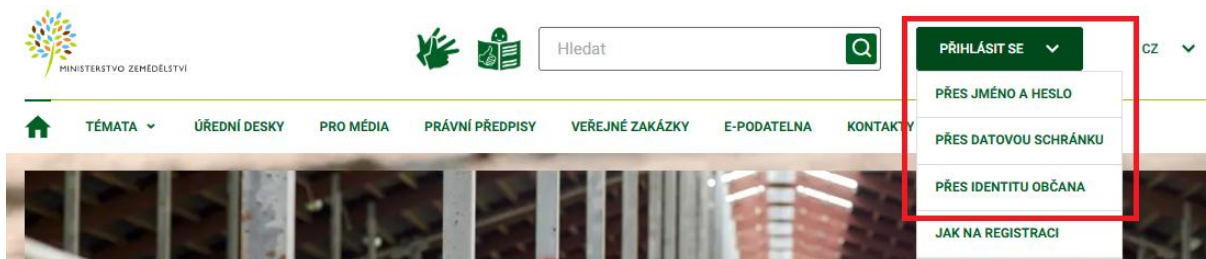 MINISTERSTVO ZEMĚDĚLSTVÍ
Hledat
PŘIHLÁSIT SE
CZ
PŘES JMÉNO A HESLO
TÉMATA
ÚŘEDNÍ DESKY
PRO MÉDIA
PRÁVNÍ PŘEDPISY
VEŘEJNÉ ZAKÁZKY
E-PODATELNA
KONTAKTY
PŘES DATOVOU SCHRÁNKU
PŘES IDENTITU OBČANA
JAK NA REGISTRACI